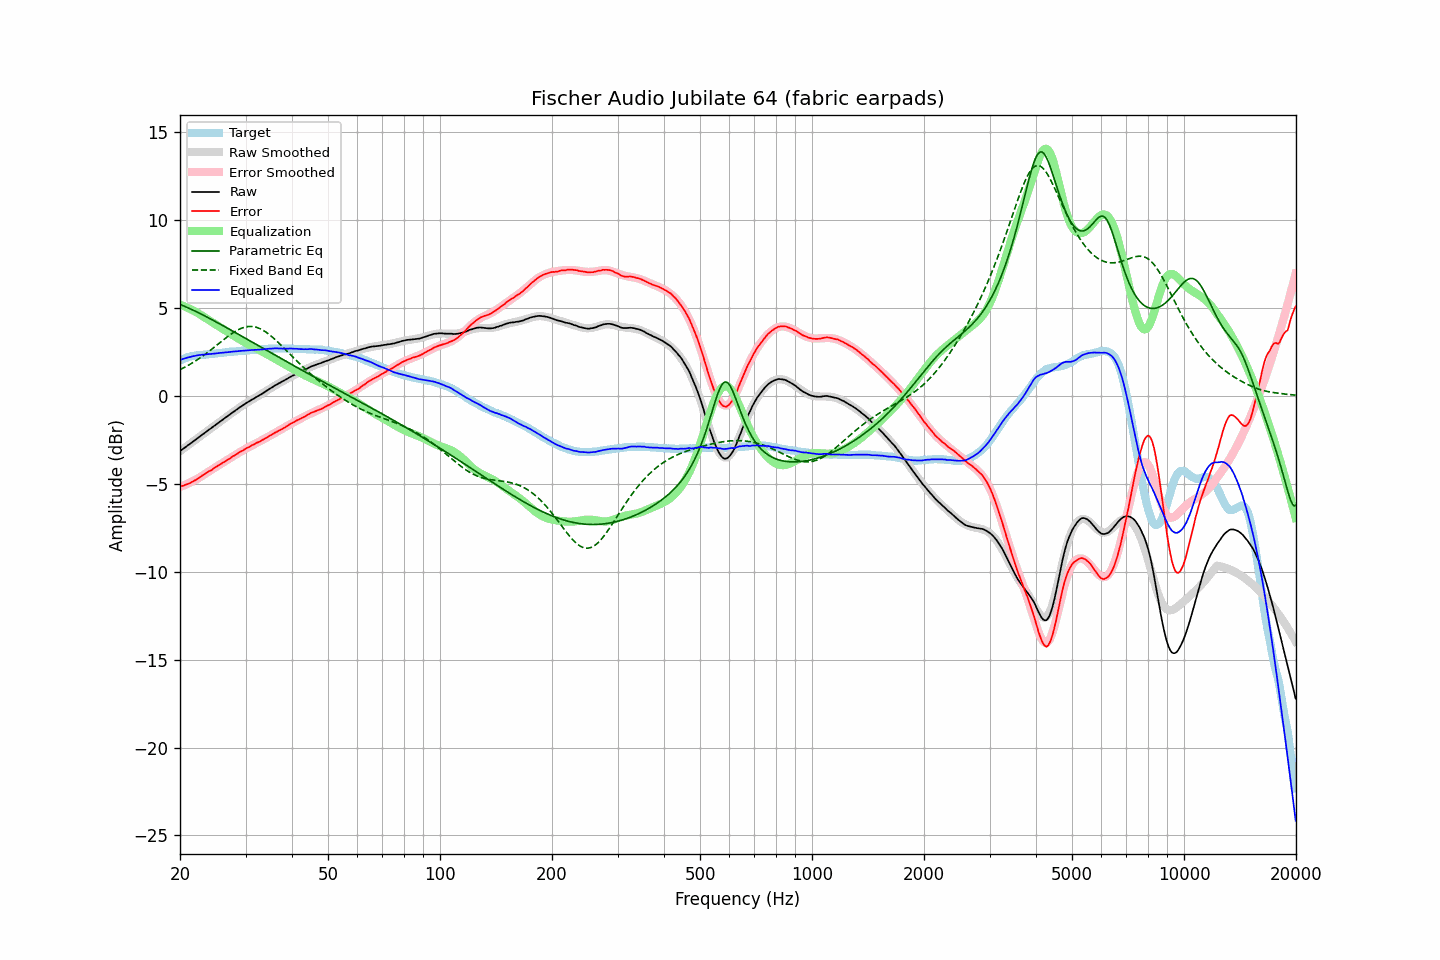 Fischer Audio Jubilate 64 (fabric earpads)
Target
Raw Smoothed
Error Smoothed
Raw
Error
Equalization
Parametric Eq
Fixed Band Eq
Equalized
15
10
5
0
−5
−10
−15
−20
−25
Amplitude (dBr)
20 50 100 200 500 1000 2000 5000 10000 20000
Frequency (Hz)